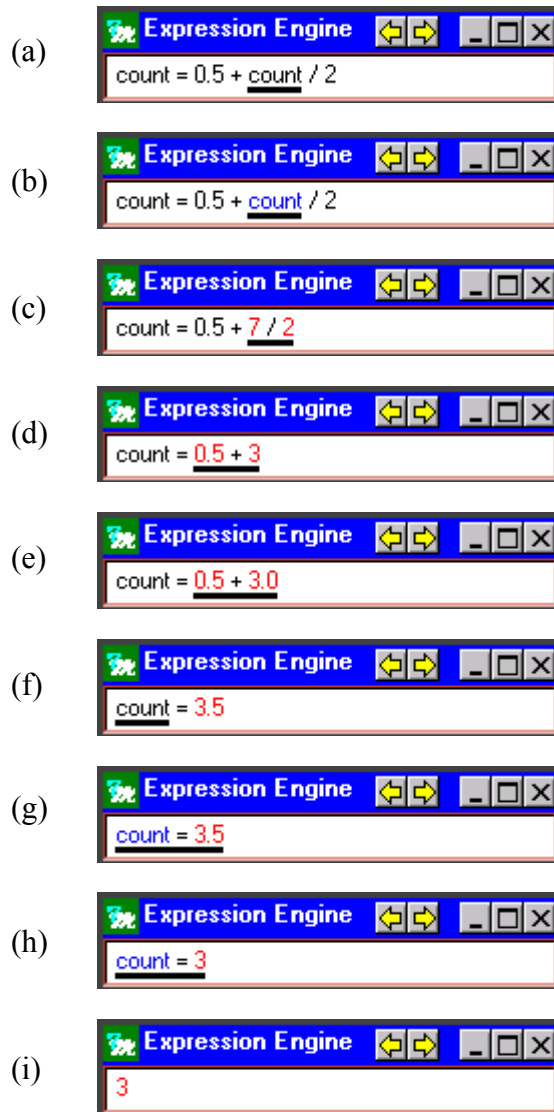 (a)
Expression Engine
count = 0.5 + count / 2
(b)
Expression Engine
count = 0.5 + count / 2
(c)
Expression Engine
count = 0.5 + 7 / 2
(d)
Expression Engine
count = 0.5 + 3
(e)
Expression Engine
count = 0.5 + 3.0
(f)
Expression Engine
count = 3.5
(g)
Expression Engine
count = 3.5
(h)
Expression Engine
count = 3
(i)
Expression Engine
3